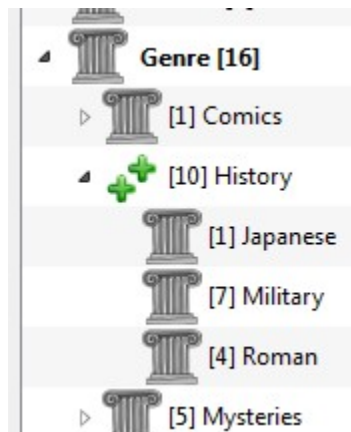 Genre [16]
[1] Comics
[10] History
[1] Japanese
[7] Military
[4] Roman
[5] Mysteries